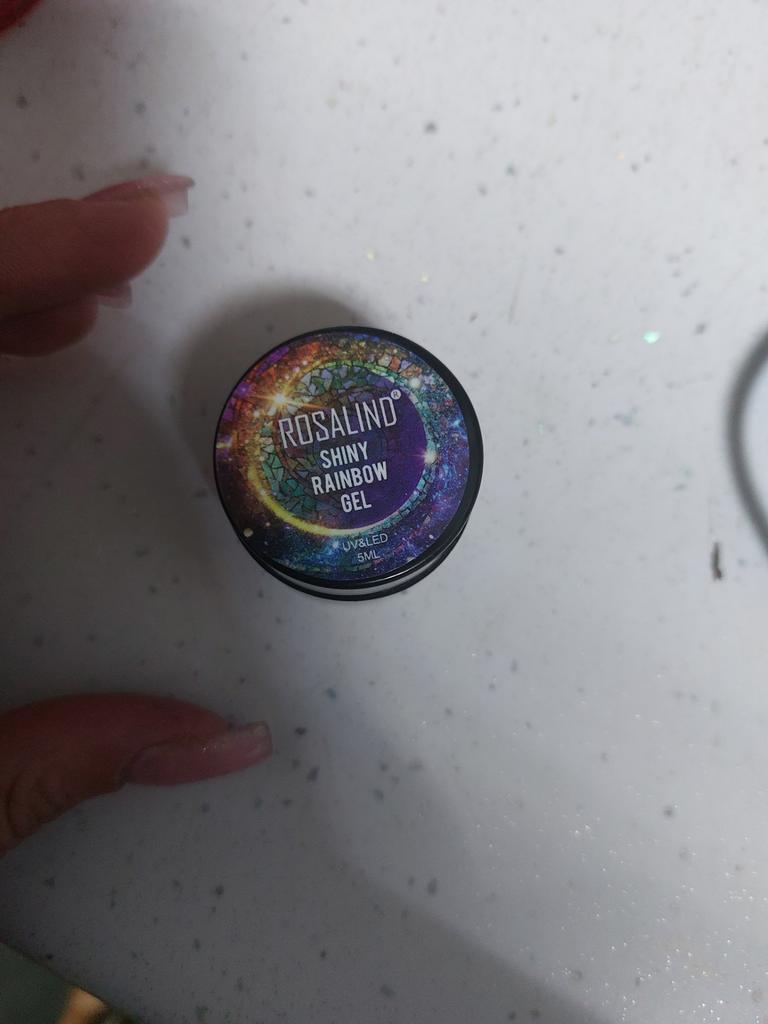 ROSALIND®
SHINY
RAINBOW
GEL
UV&LED
5ML